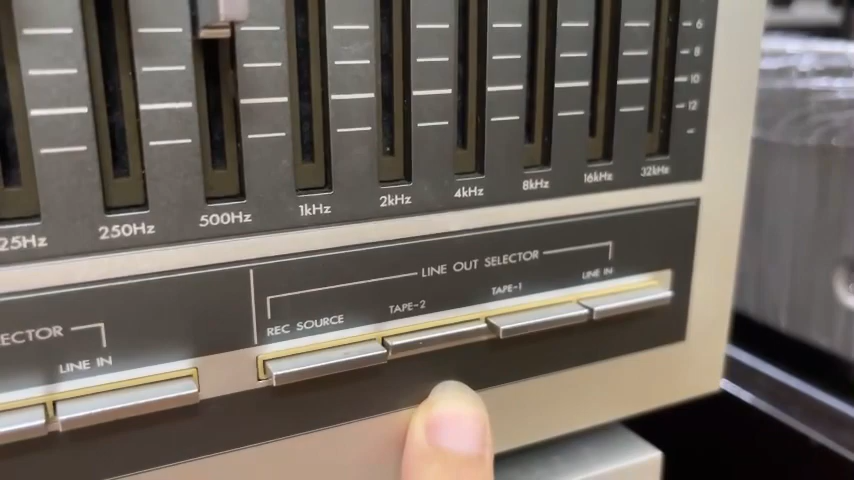 6
8
10
12
25Hz 250Hz 500Hz 1kHz 2kHz 4kHz 8kHz 16kHz 32kHz
LINE OUT SELECTOR
ECTOR
LINE IN
REC SOURCE TAPE-2 TAPE-1 LINE IN